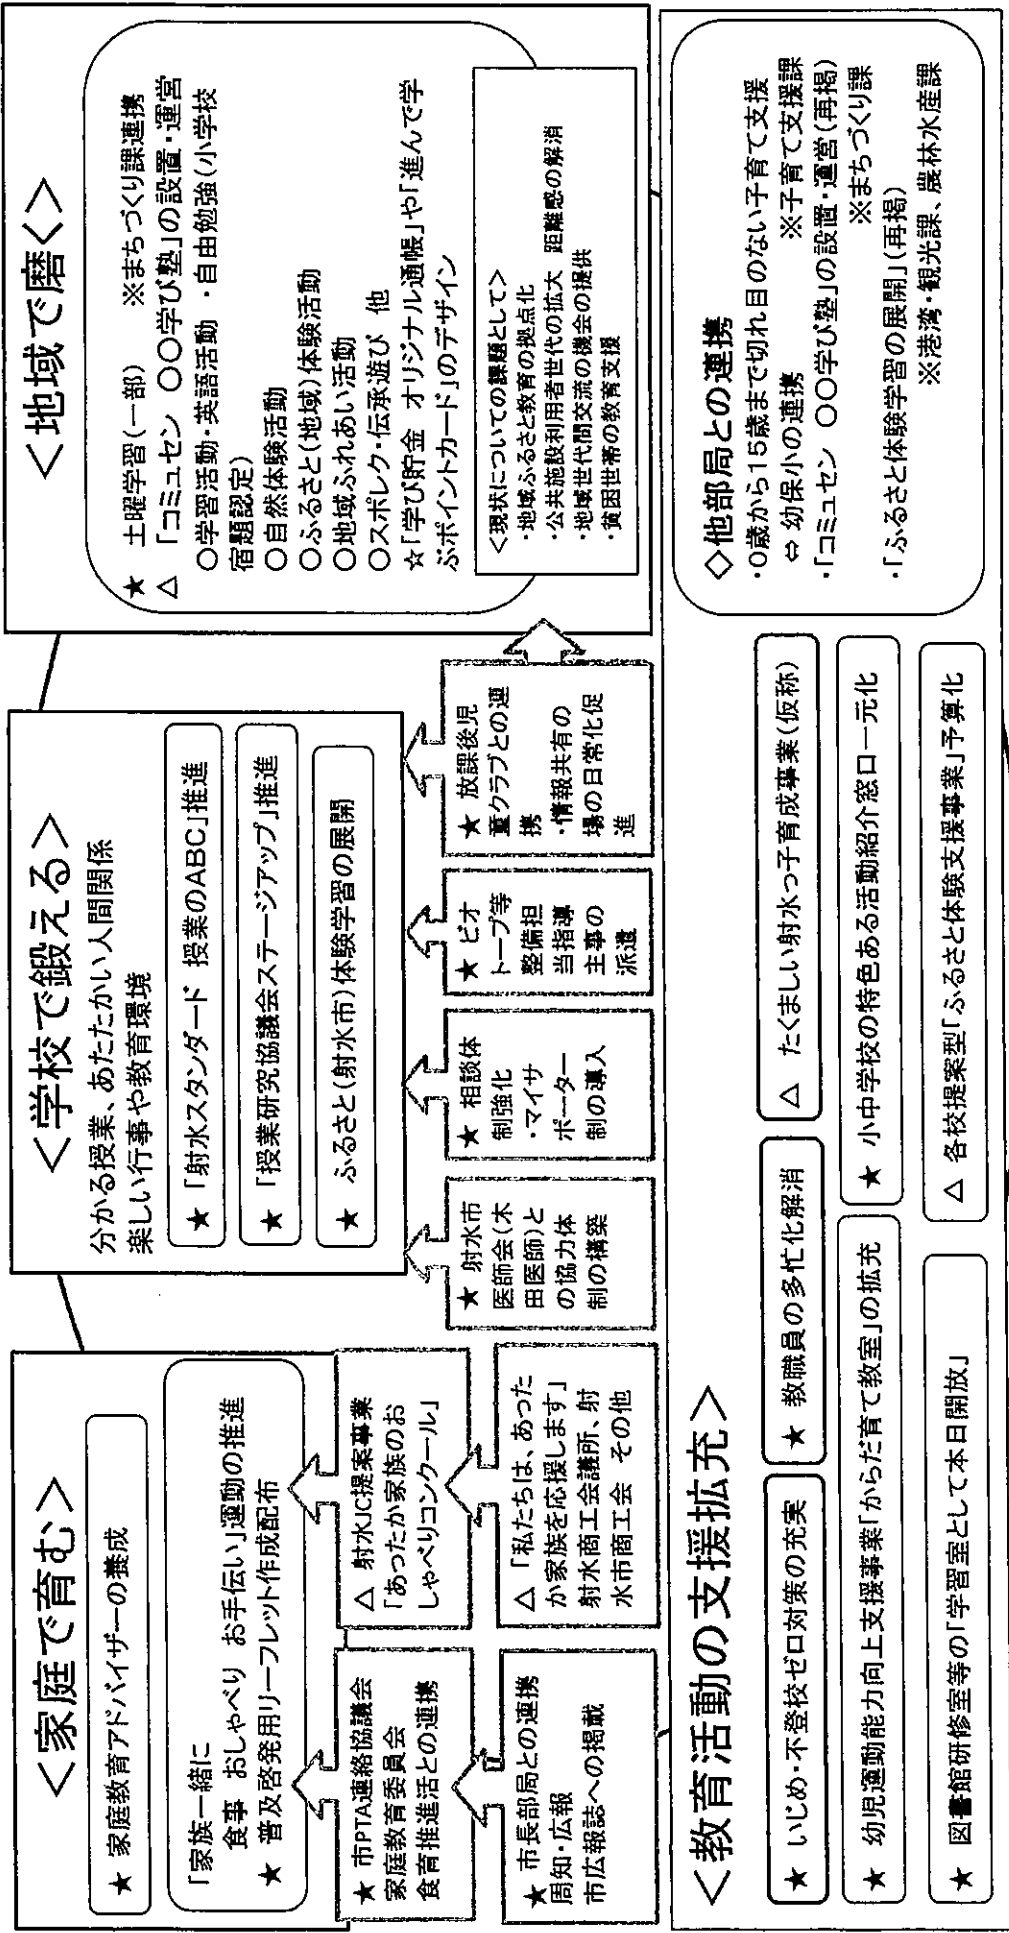 ＜家庭で育む＞
★ 家庭教育アドバイザーの養成
「家族一緒に
食事　おしゃべり　お手伝い」運動の推進
★ 普及啓発用リーフレット作成配布
★ 市PTA連絡協議会
家庭教育委員会
食育推進活との連携
△ 射水JC提案事業
「あったか家族のお
しゃべりコンクール」
★ 市長部局との連携
周知・広報
市広報誌への掲載
△ 「私たちは、あった
か家族を応援します」
射水商工会議所、射
水市商工会　その他
＜学校で鍛える＞
分かる授業、あたたかい人間関係
楽しい行事や教育環境
★ 「射水スタンダード　授業のABC」推進
★ 「授業研究協議会ステージアップ」推進
★ ふるさと(射水市)体験学習の展開
★ 射水市
医師会(木
田医師)と
の協力体
制の構築
★ 相談体
制強化
・マイサ
ポーター
制の導入
★ ビオ
トープ等
整備担
当指導
主事の
派遣
★ 放課後児
童クラブとの連
携
・情報共有の
場の日常化促
進
＜地域で磨く＞
★ 土曜学習(一部)　※まちづくり課連携
△ 「コミュセン　〇〇学び塾」の設置・運営
〇学習活動・英語活動　・自由勉強(小学校
宿題認定)
〇自然体験活動
〇ふるさと(地域)体験活動
〇地域ふれあい活動
〇スポレク・伝承遊び　他
☆「学び貯金　オリジナル通帳」や「進んで学
ぶポイントカード」のデザイン
＜現状についての課題として＞
・地域ふるさと教育の拠点化
・公共施設利用者世代の拡大　距離感の解消
・地域世代間交流の機会の提供
・貧困世帯の教育支援
＜教育活動の支援拡充＞
★ いじめ・不登校ゼロ対策の充実
★ 教職員の多忙化解消
△ たくましい射水っ子育成事業(仮称)
★ 幼児運動能力向上支援事業「からだ育て教室」の拡充
★ 小中学校の特色ある活動紹介窓口一元化
★ 図書館研修室等の「学習室として本日開放」
△ 各校提案型「ふるさと体験支援事業」予算化
◇他部局との連携
・0歳から15歳まで切れ目のない子育て支援
⇔ 幼保小の連携　※子育て支援課
・「コミュセン　〇〇学び塾」の設置・運営(再掲)
※まちづくり課
・「ふるさと体験学習の展開」(再掲)
※港湾・観光課、農林水産課